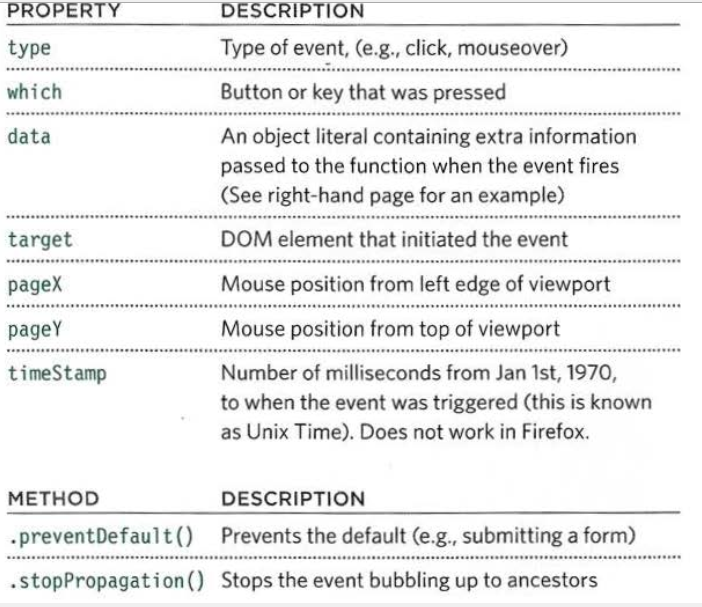 PROPERTY DESCRIPTION
type Type of event, (e.g., click, mouseover)
which Button or key that was pressed
data An object literal containing extra information
passed to the function when the event fires
(See right-hand page for an example)
target DOM element that initiated the event
pageX Mouse position from left edge of viewport
pageY Mouse position from top of viewport
timeStamp Number of milliseconds from Jan 1st, 1970,
to when the event was triggered (this is known
as Unix Time). Does not work in Firefox.
METHOD DESCRIPTION
.preventDefault() Prevents the default (e.g., submitting a form)
.stopPropagation() Stops the event bubbling up to ancestors